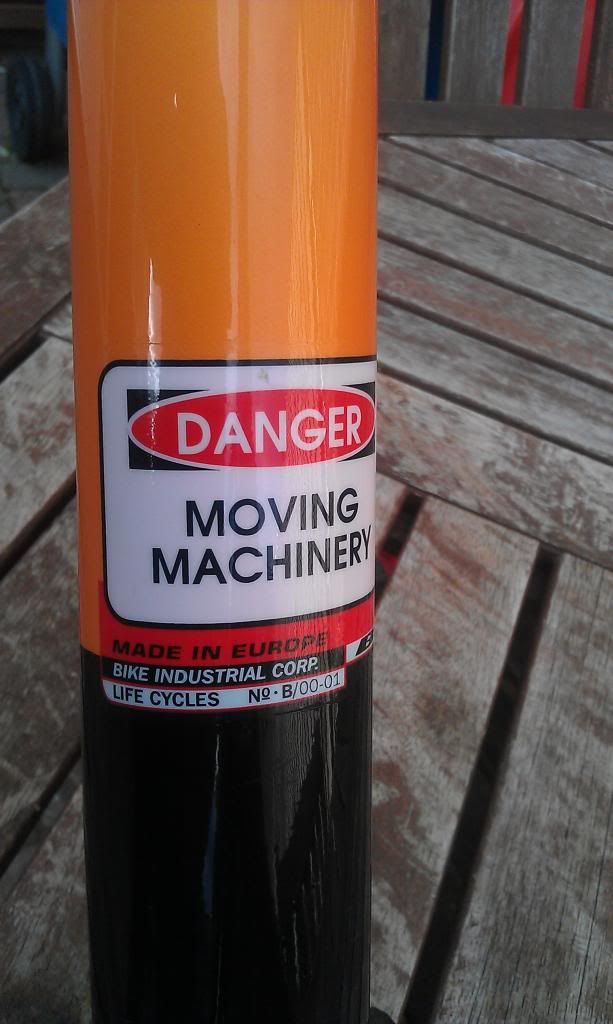 DANGER
MOVING
MACHINERY
MADE IN EUROPE
BIKE INDUSTRIAL CORP.
LIFE CYCLES Nº·B/00-01